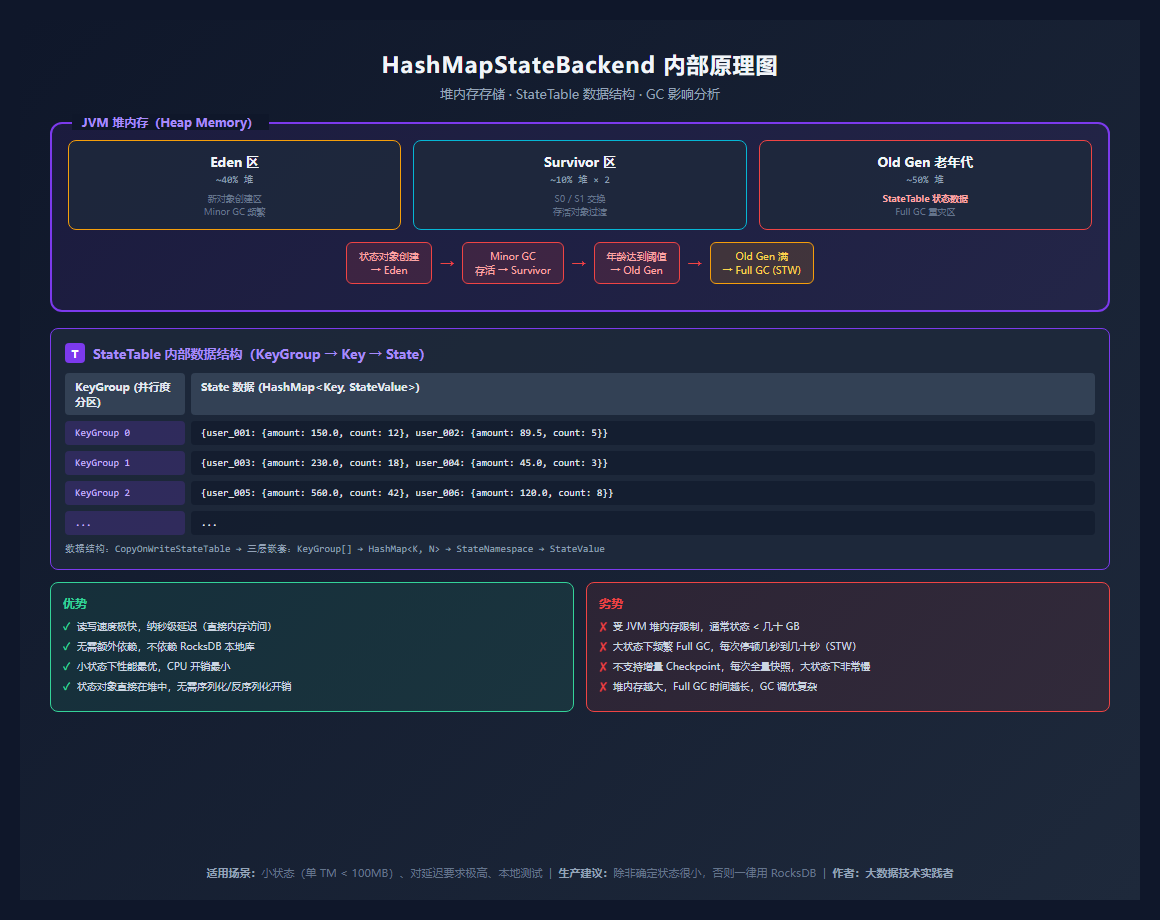 HashMapStateBackend 内部原理图
堆内存存储 · StateTable 数据结构 · GC 影响分析
JVM 堆内存（Heap Memory）
Eden 区
~40% 堆
新对象创建区
Minor GC 频繁
Survivor 区
~10% 堆 × 2
S0 / S1 交换
存活对象过渡
Old Gen 老年代
~50% 堆
StateTable 状态数据
Full GC 重灾区
状态对象创建
→ Eden
→
Minor GC
存活 → Survivor
→
年龄达到阈值
→ Old Gen
→
Old Gen 满
→ Full GC (STW)
T StateTable 内部数据结构（KeyGroup → Key → State）
KeyGroup (并行度
分区)
State 数据 (HashMap<Key, StateValue>)
KeyGroup 0
{user_001: {amount: 150.0, count: 12}, user_002: {amount: 89.5, count: 5}}
KeyGroup 1
{user_003: {amount: 230.0, count: 18}, user_004: {amount: 45.0, count: 3}}
KeyGroup 2
{user_005: {amount: 560.0, count: 42}, user_006: {amount: 120.0, count: 8}}
...
...
数据结构: CopyOnWriteStateTable → 三层嵌套: KeyGroup[] → HashMap<K, N> → StateNamespace → StateValue
优势
✓ 读写速度极快，纳秒级延迟（直接内存访问）
✓ 无需额外依赖，不依赖 RocksDB 本地库
✓ 小状态下性能最优，CPU 开销最小
✓ 状态对象直接在堆中，无需序列化/反序列化开销
劣势
✗ 受 JVM 堆内存限制，通常状态 < 几十 GB
✗ 大状态下频繁 Full GC，每次停顿几秒到几十秒（STW）
✗ 不支持增量 Checkpoint，每次全量快照，大状态下非常慢
✗ 堆内存越大，Full GC 时间越长，GC 调优复杂
适用场景：小状态（单 TM < 100MB）、对延迟要求极高、本地测试 | 生产建议：除非确定状态很小，否则一律用 RocksDB | 作者：大数据技术实践者